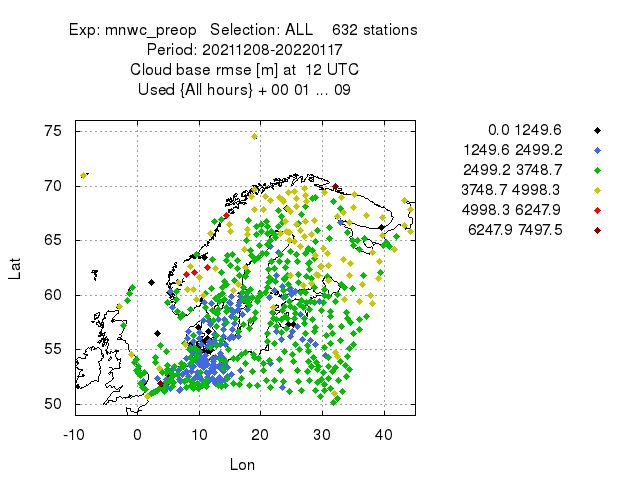 Exp: mnwc_preop Selection: ALL 632 stations
Period: 20211208-20220117
Cloud base rmse [m] at 12 UTC
Used {All hours} + 00 01 ... 09
0.0 1249.6
1249.6 2499.2
2499.2 3748.7
3748.7 4998.3
4998.3 6247.9
6247.9 7497.5
75
70
65
60
55
50
Lat
-10 0 10 20 30 40
Lon